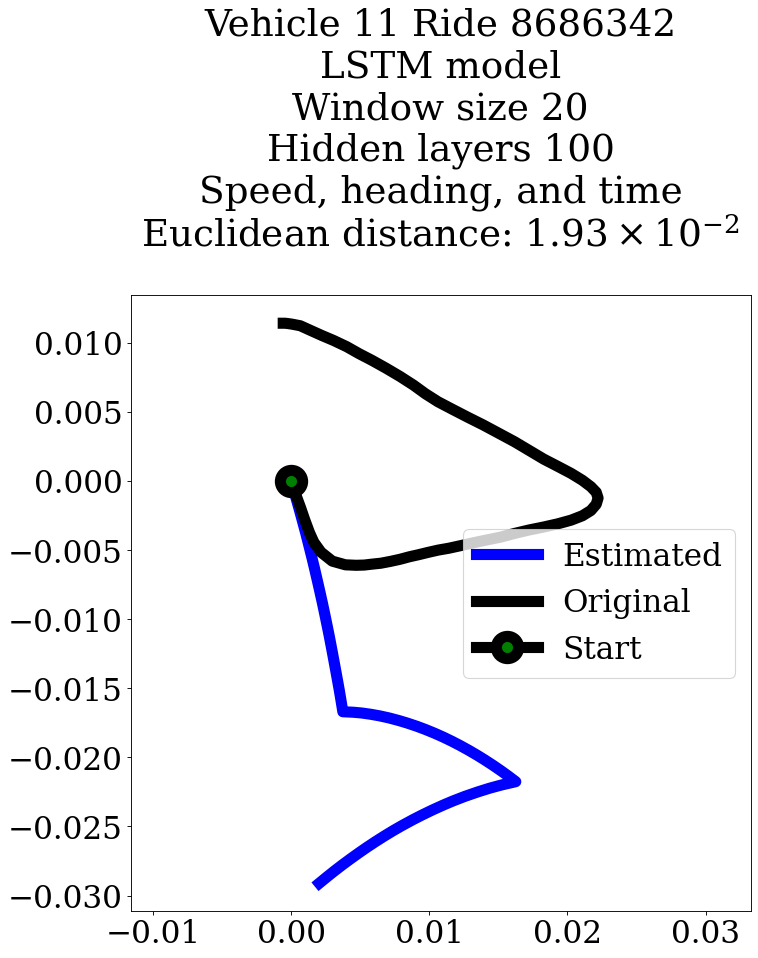 Vehicle 11 Ride 8686342
LSTM model
Window size 20
Hidden layers 100
Speed, heading, and time
Euclidean distance: 1.93 × 10⁻²
0.010
0.005
0.000
−0.005
−0.010
−0.015
−0.020
−0.025
−0.030
Estimated
Original
Start
−0.01 0.00 0.01 0.02 0.03